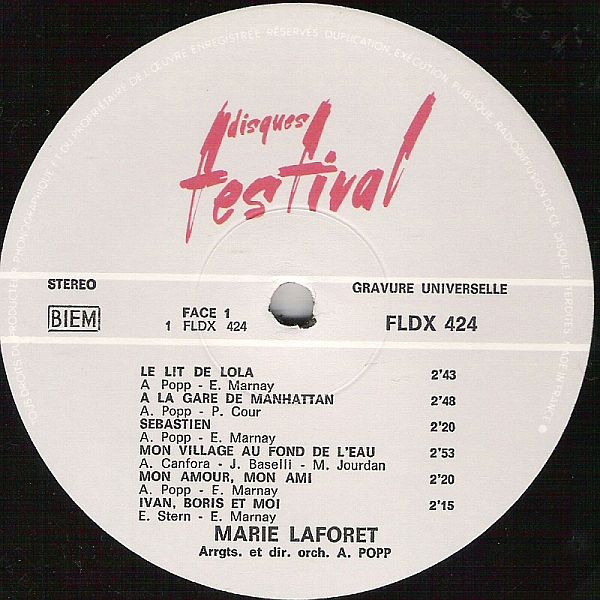 TOUS DROITS DU PRODUCTEUR PHONOGRAPHIQUE ET DU PROPRIETAIRE DE L'ŒUVRE ENREGISTREE RESERVES. DUPLICATION, EXECUTION PUBLIQUE, RADIODIFFUSION DE CE DISQUE INTERDITES. MADE IN FRANCE
disques
festival
STEREO
GRAVURE UNIVERSELLE
BIEM
FACE 1
1 FLDX 424
FLDX 424
LE LIT DE LOLA 2'43
A. Popp - E. Marnay
A LA GARE DE MANHATTAN 2'48
A. Popp - P. Cour
SEBASTIEN 2'20
A. Popp - E. Marnay
MON VILLAGE AU FOND DE L'EAU 2'53
A. Canfora - J. Baselli - M. Jourdan
MON AMOUR, MON AMI 2'20
A. Popp - E. Marnay
IVAN, BORIS ET MOI 2'15
E. Stern - E. Marnay
MARIE LAFORET
Arrgts. et dir. orch. A. POPP